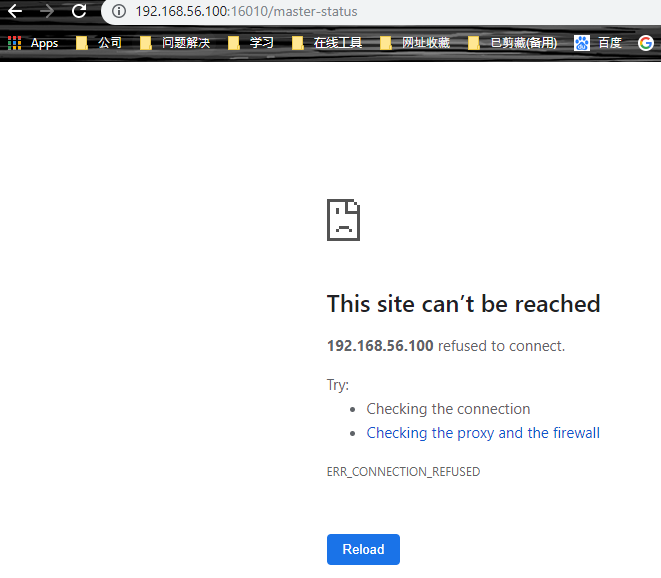 192.168.56.100:16010/master-status
Apps 公司 问题解决 学习 在线工具 网址收藏 已剪藏(备用) 百度
This site can’t be reached
192.168.56.100 refused to connect.
Try:
• Checking the connection
• Checking the proxy and the firewall
ERR_CONNECTION_REFUSED
Reload